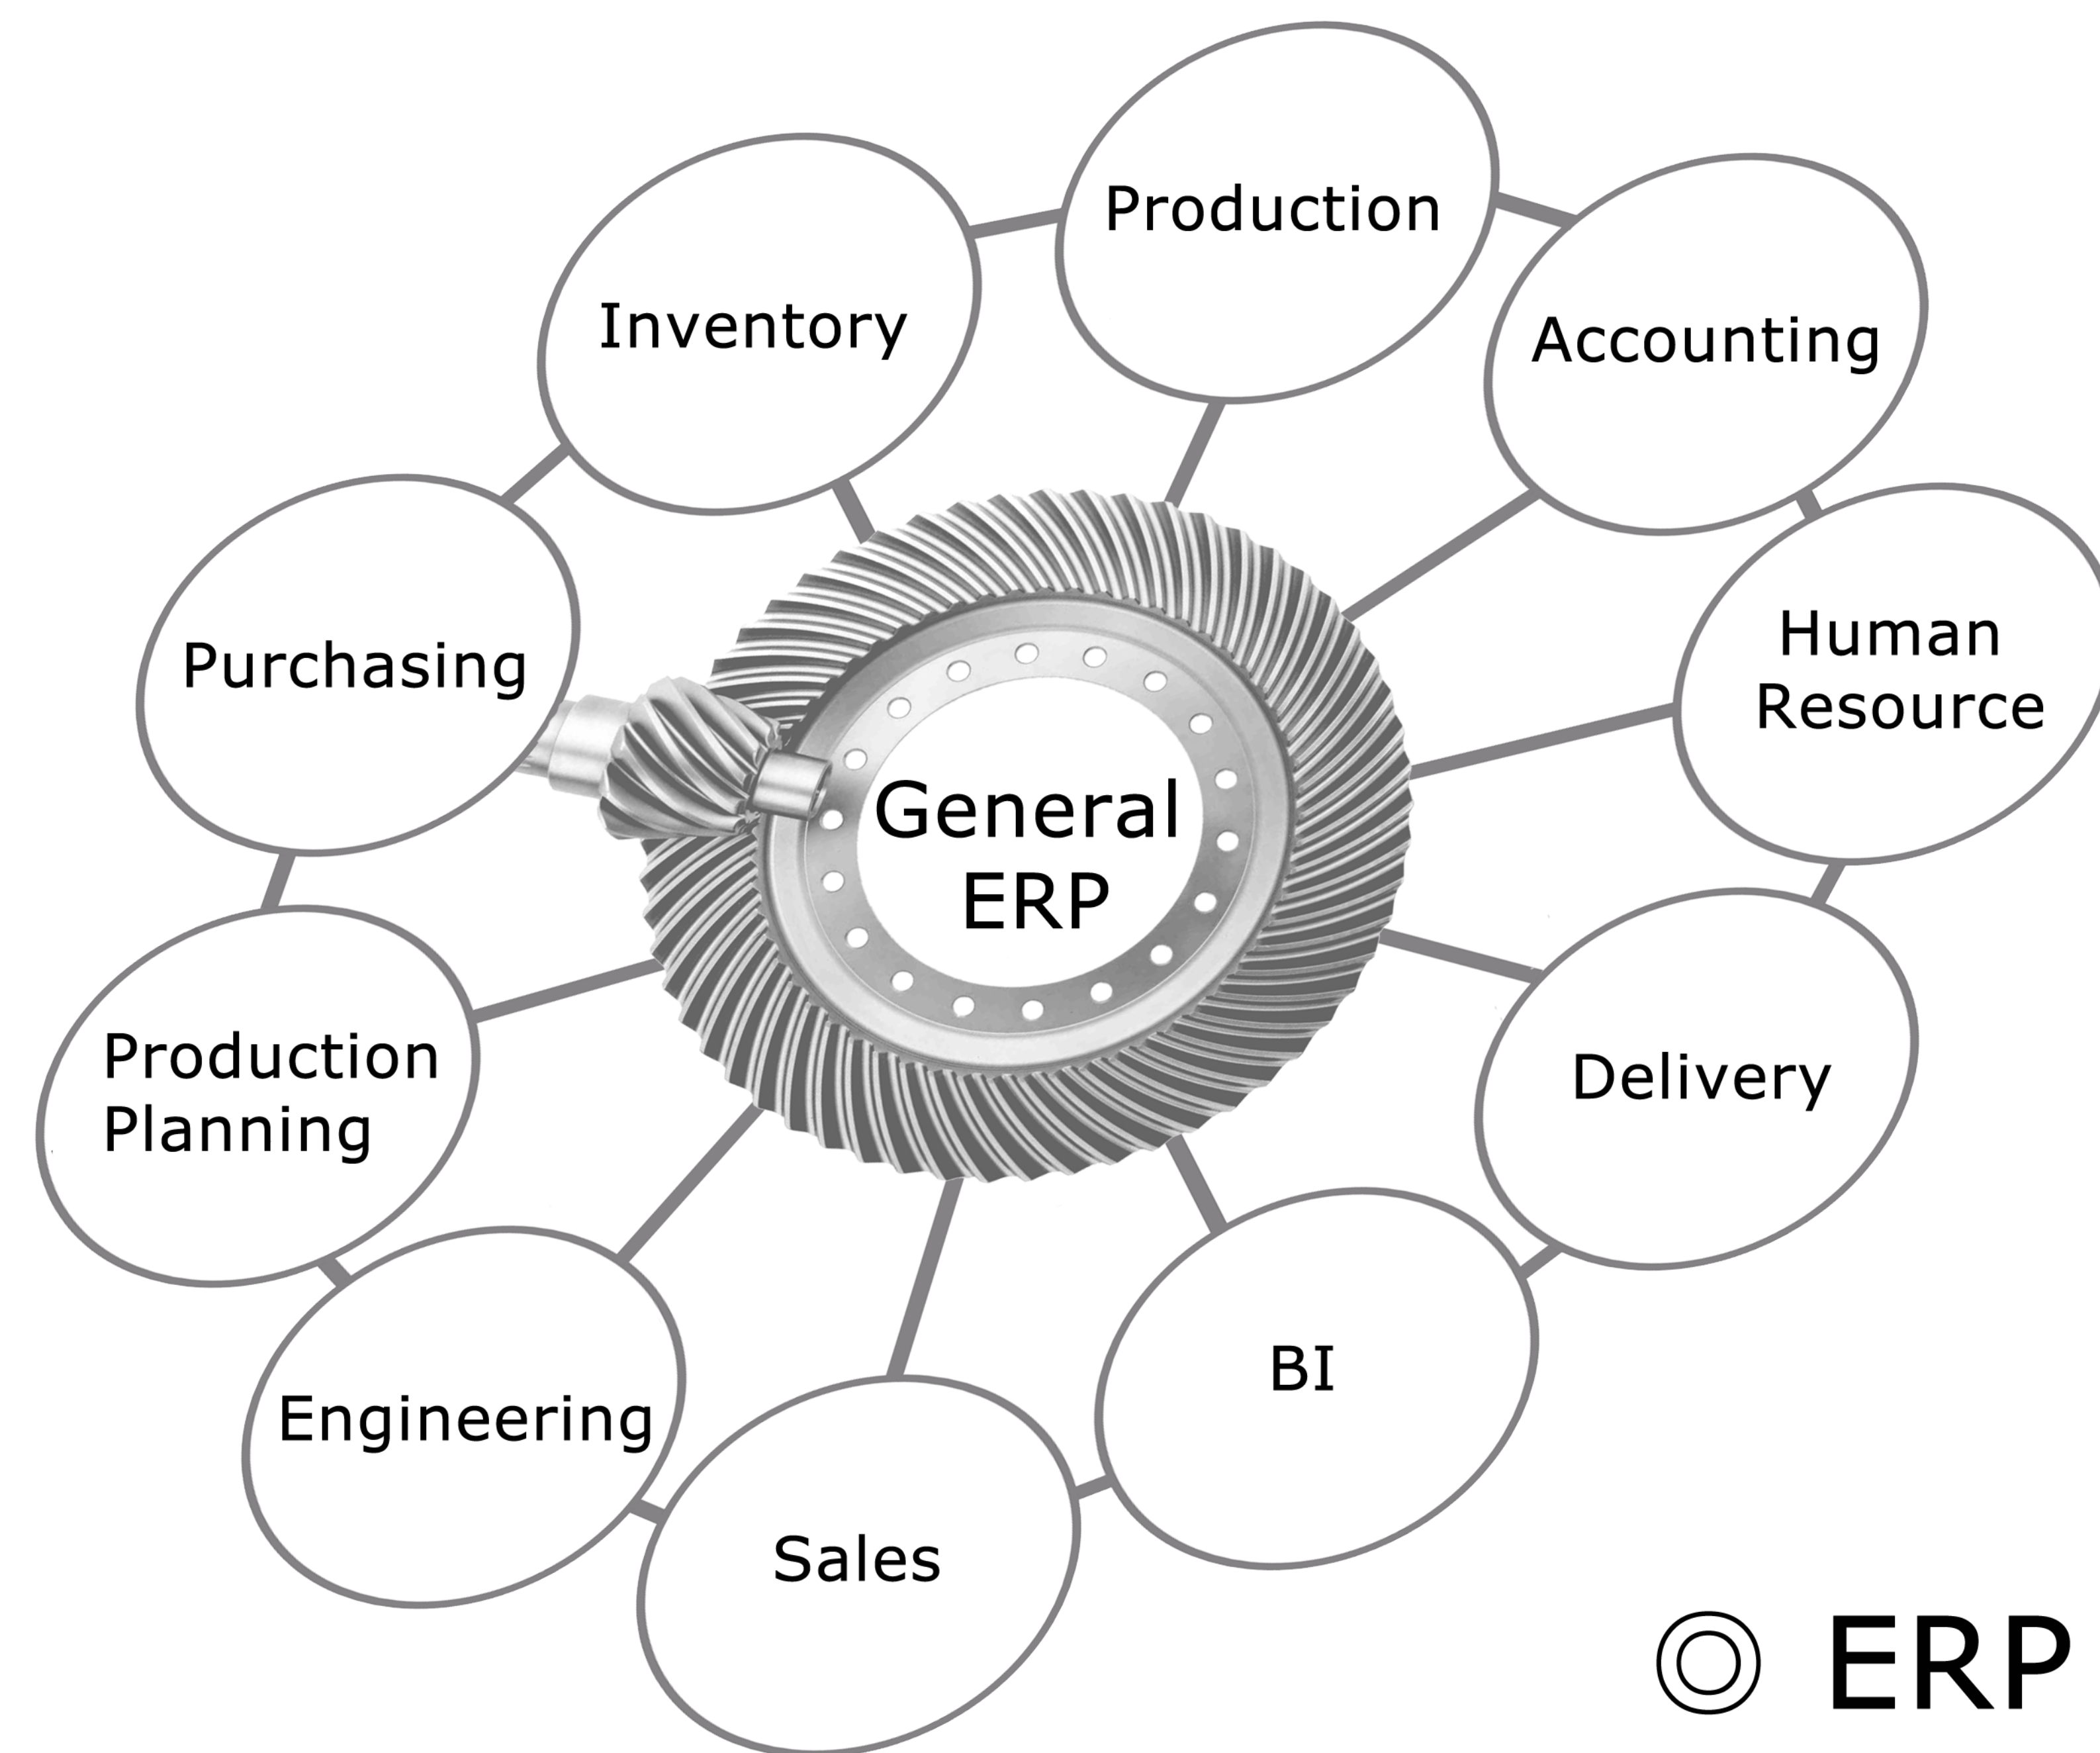 Production
Inventory
Accounting
Human
Resource
Purchasing
General
ERP
Production
Planning
Delivery
BI
Engineering
Sales
ERP